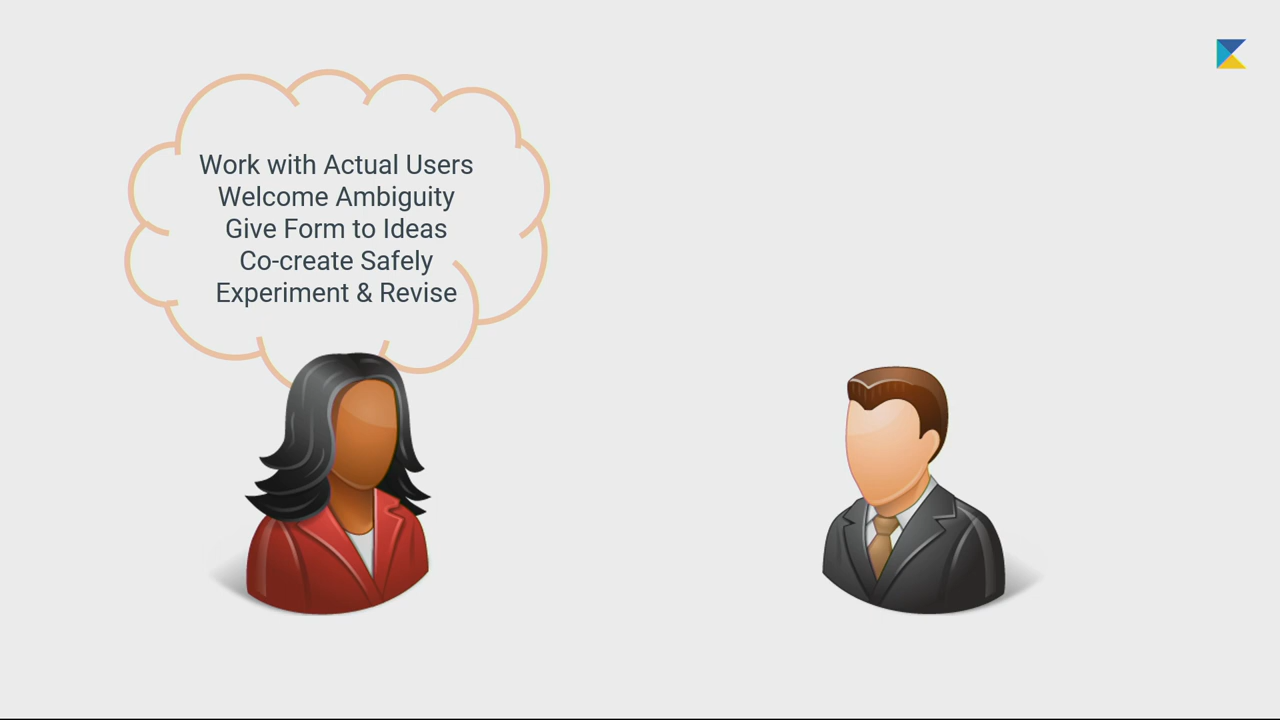 Work with Actual Users
Welcome Ambiguity
Give Form to Ideas
Co-create Safely
Experiment & Revise